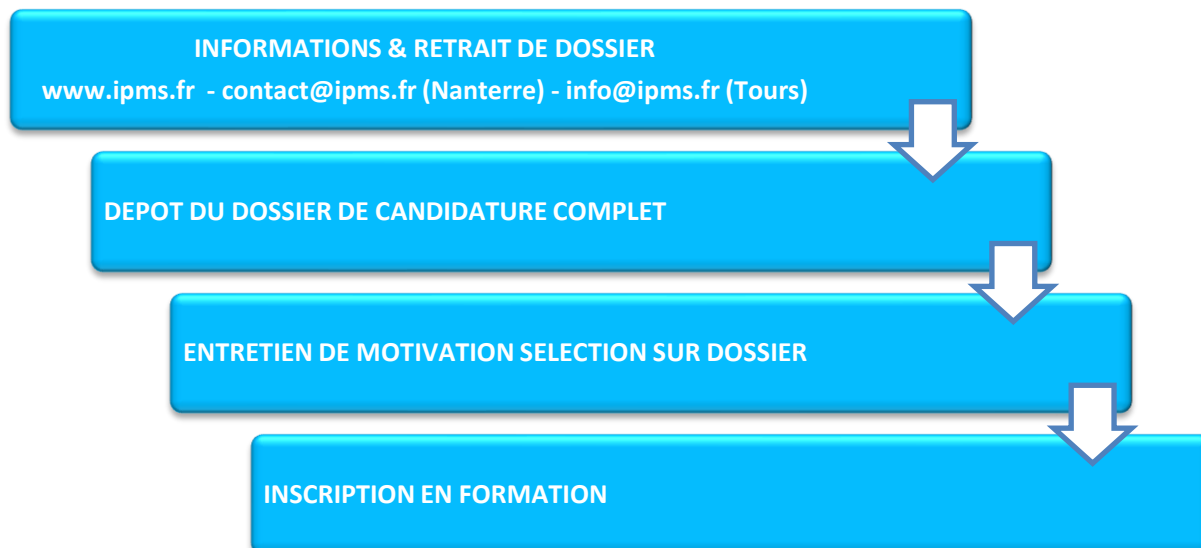 INFORMATIONS & RETRAIT DE DOSSIER
www.ipms.fr - contact@ipms.fr (Nanterre) - info@ipms.fr (Tours)
DEPOT DU DOSSIER DE CANDIDATURE COMPLET
ENTRETIEN DE MOTIVATION SELECTION SUR DOSSIER
INSCRIPTION EN FORMATION